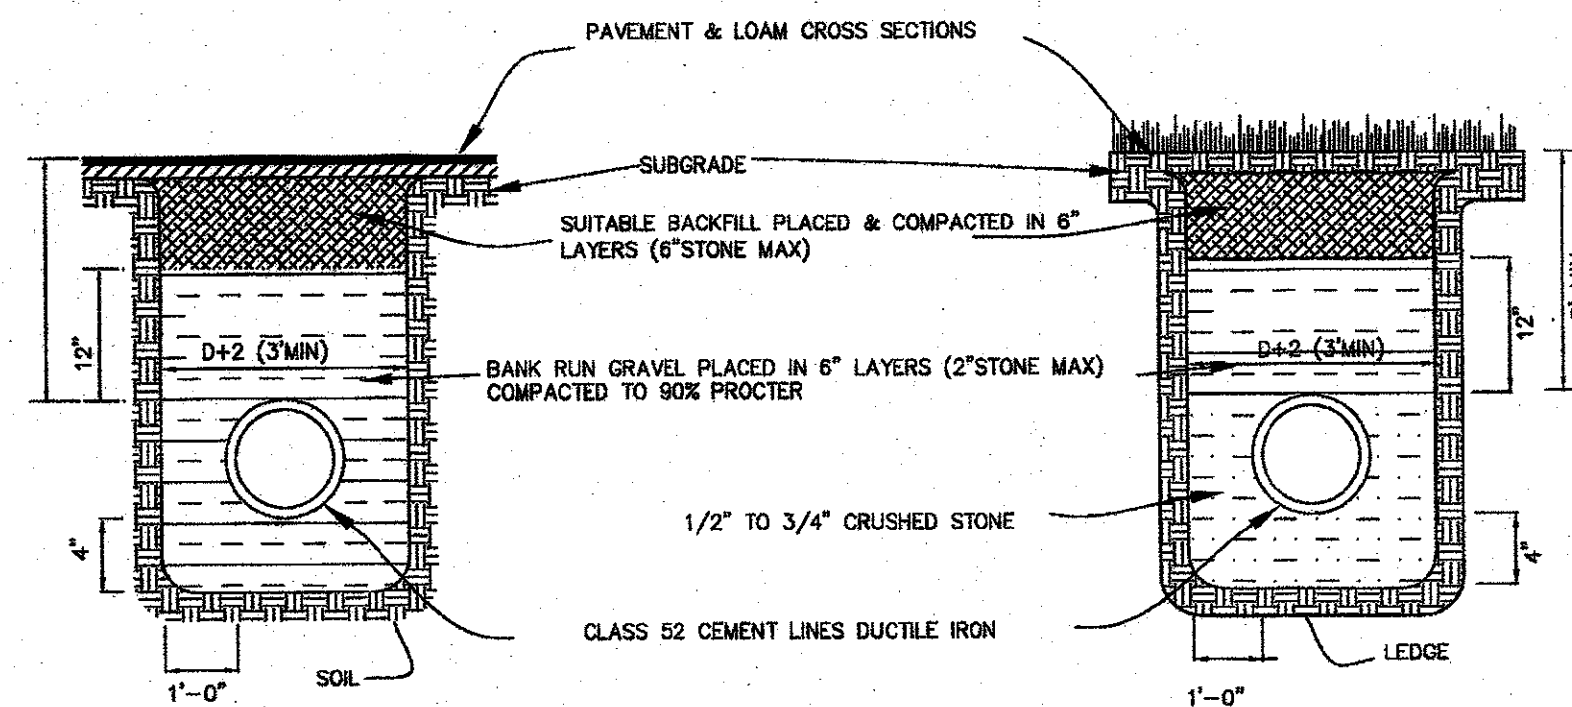 PAVEMENT & LOAM CROSS SECTIONS
SUBGRADE
SUITABLE BACKFILL PLACED & COMPACTED IN 6"
LAYERS (6"STONE MAX)
12"
D+2 (3'MIN)
BANK RUN GRAVEL PLACED IN 6" LAYERS (2"STONE MAX)
COMPACTED TO 90% PROCTER
D+2 (3'MIN)
12"
1/2" TO 3/4" CRUSHED STONE
4"
4"
CLASS 52 CEMENT LINES DUCTILE IRON
SOIL
LEDGE
1'-0"
1'-0"